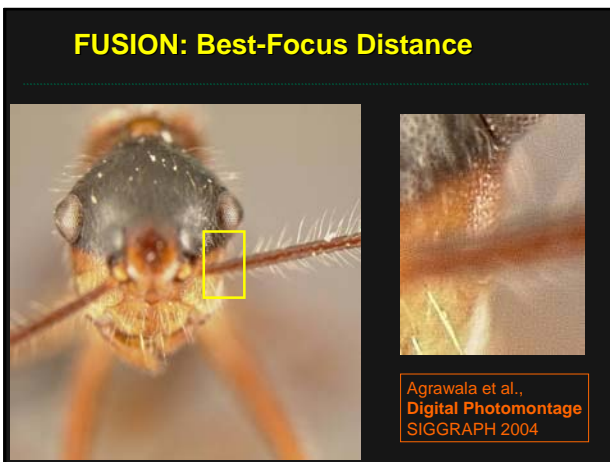 FUSION: Best-Focus Distance
Agrawala et al.,
Digital Photomontage
SIGGRAPH 2004